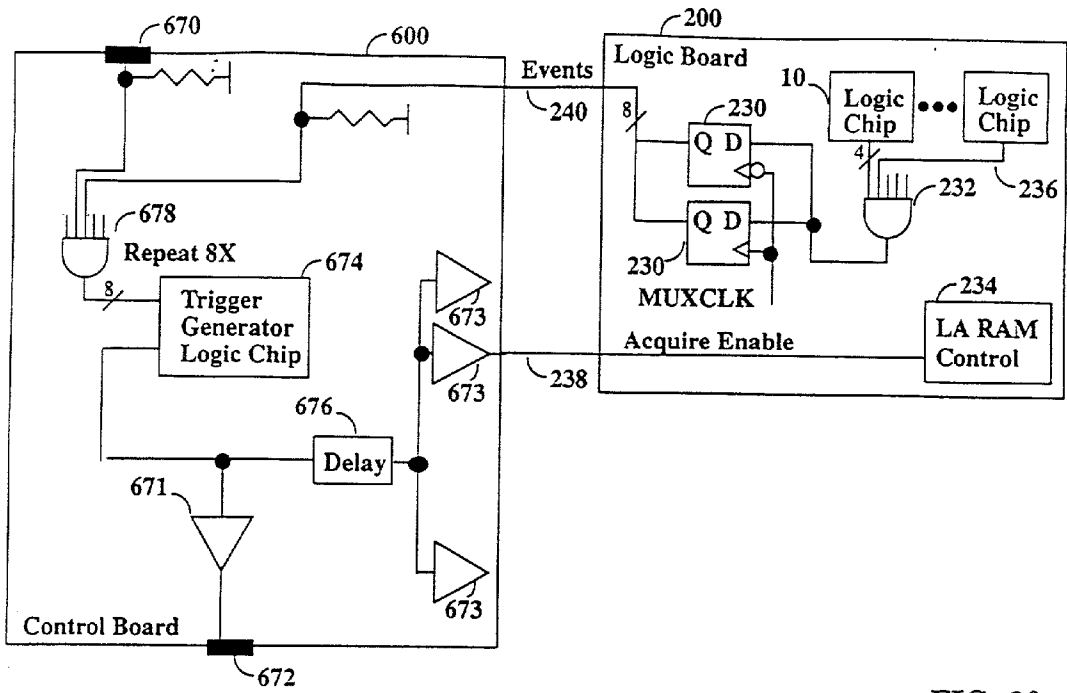 670
600
200
Logic Board
Events
240
8
230
Q D
10
Logic
Chip
Logic
Chip
4
232
236
Q D
230
MUXCLK
678
Repeat 8X
8
674
Trigger
Generator
Logic Chip
673
673
Acquire Enable
238
234
LA RAM
Control
676
Delay
671
673
Control Board
672